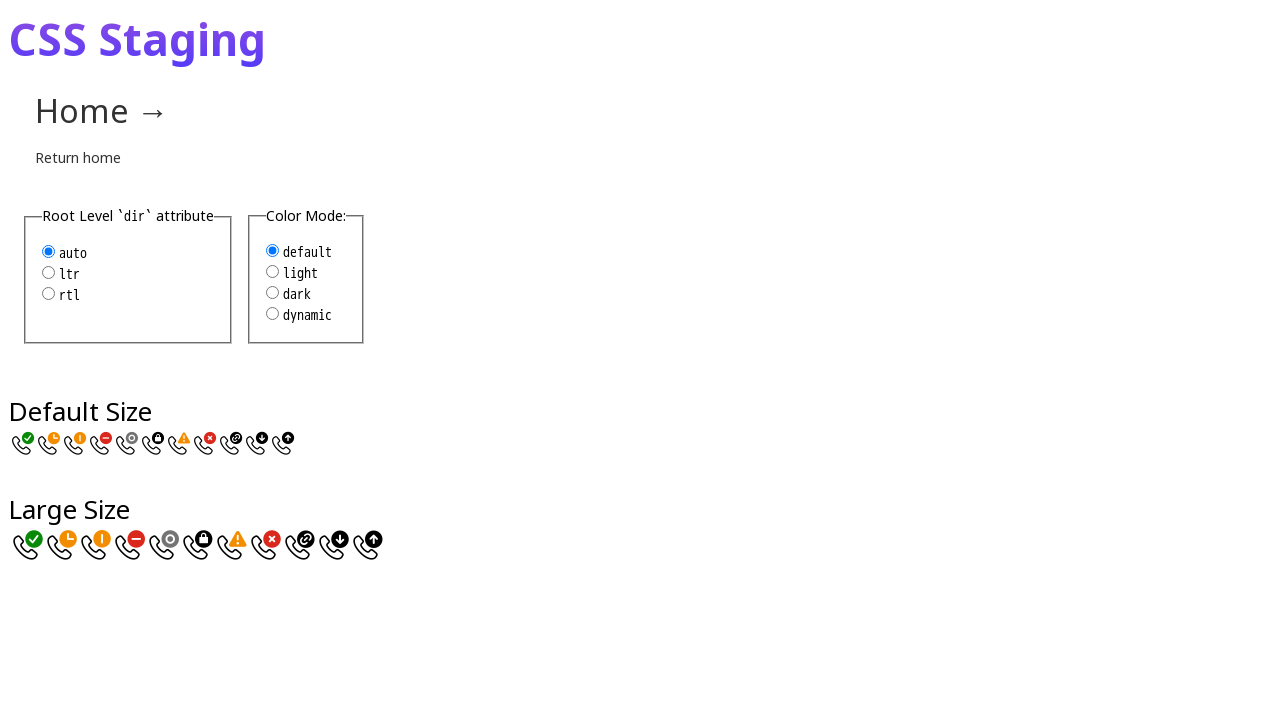 CSS Staging
Home →
Return home
Root Level `dir` attribute
auto
ltr
rtl
Color Mode:
default
light
dark
dynamic
Default Size
Large Size